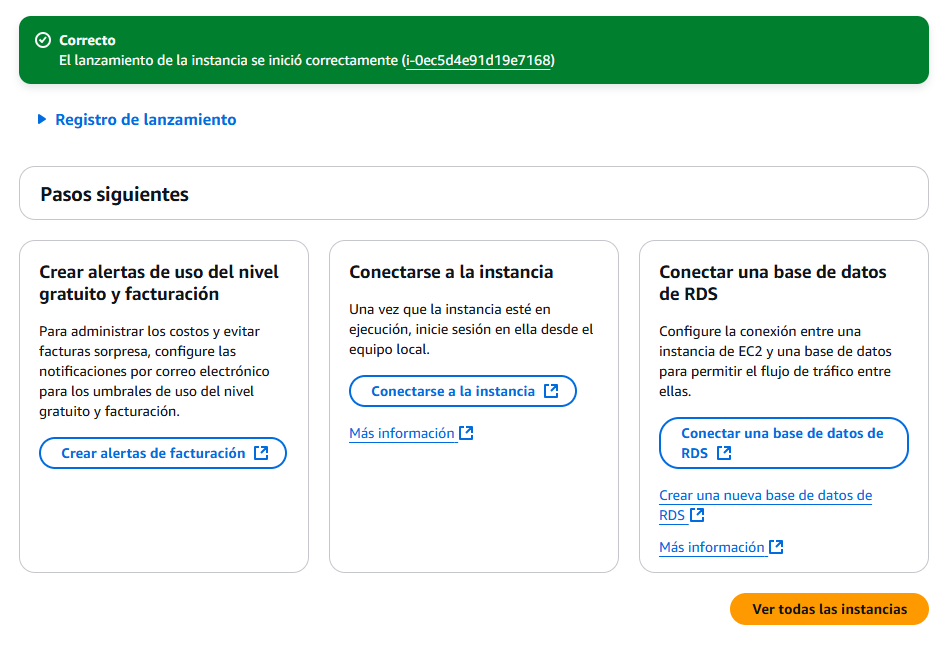 Correcto
El lanzamiento de la instancia se inició correctamente (i-0ec5d4e91d19e7168)
Registro de lanzamiento
Pasos siguientes
Crear alertas de uso del nivel
gratuito y facturación
Para administrar los costos y evitar
facturas sorpresa, configure las
notificaciones por correo electrónico
para los umbrales de uso del nivel
gratuito y facturación.
Crear alertas de facturación
Conectarse a la instancia
Una vez que la instancia esté en
ejecución, inicie sesión en ella desde el
equipo local.
Conectarse a la instancia
Más información
Conectar una base de datos
de RDS
Configure la conexión entre una
instancia de EC2 y una base de datos
para permitir el flujo de tráfico entre
ellas.
Conectar una base de datos de
RDS
Crear una nueva base de datos de
RDS
Más información
Ver todas las instancias